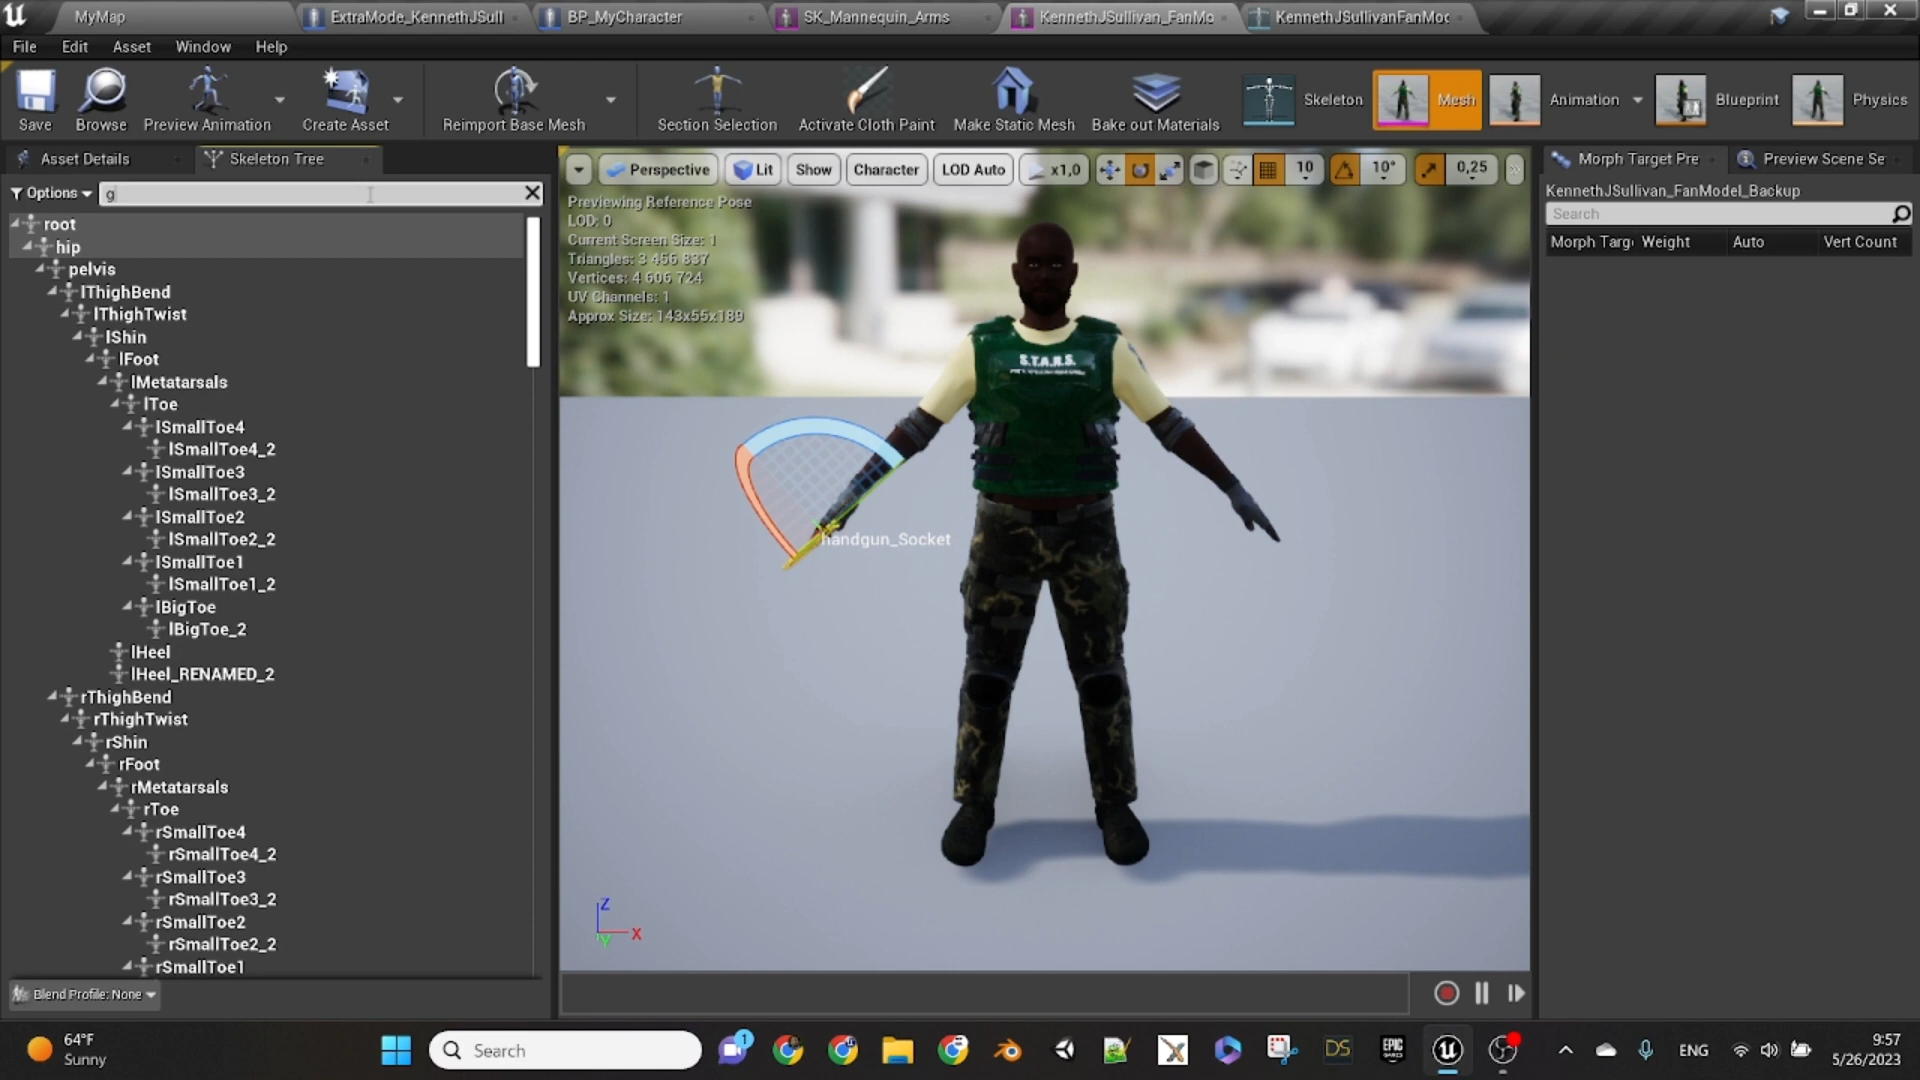 MyMap
ExtraMode_KennethJSull
BP_MyCharacter
SK_Mannequin_Arms
KennethJSullivan_FanMo
KennethJSullivanFanMoc
File Edit Asset Window Help
Save
Browse
Preview Animation
Create Asset
Reimport Base Mesh
Section Selection
Activate Cloth Paint
Make Static Mesh
Bake out Materials
Skeleton
Mesh
Animation
Blueprint
Physics
Asset Details
Skeleton Tree
Options
g
root
hip
pelvis
lThighBend
lThighTwist
lShin
lFoot
lMetatarsals
lToe
lSmallToe4
lSmallToe4_2
lSmallToe3
lSmallToe3_2
lSmallToe2
lSmallToe2_2
lSmallToe1
lSmallToe1_2
lBigToe
lBigToe_2
lHeel
lHeel_RENAMED_2
rThighBend
rThighTwist
rShin
rFoot
rMetatarsals
rToe
rSmallToe4
rSmallToe4_2
rSmallToe3
rSmallToe3_2
rSmallToe2
rSmallToe2_2
rSmallToe1
Blend Profile: None
Perspective Lit Show Character LOD Auto x1,0 10 10° 0,25
Previewing Reference Pose
LOD: 0
Current Screen Size: 1
Triangles: 3 456 837
Vertices: 4 606 724
UV Channels: 1
Approx Size: 143x55x189
S.T.A.R.S.
handgun_Socket
Z
X
Y
Morph Target Pre
Preview Scene Se
KennethJSullivan_FanModel_Backup
Search
Morph Targ Weight Auto Vert Count
64°F
Sunny
Search
1
DS
EPIC
GAMES
ENG
9:57
5/26/2023